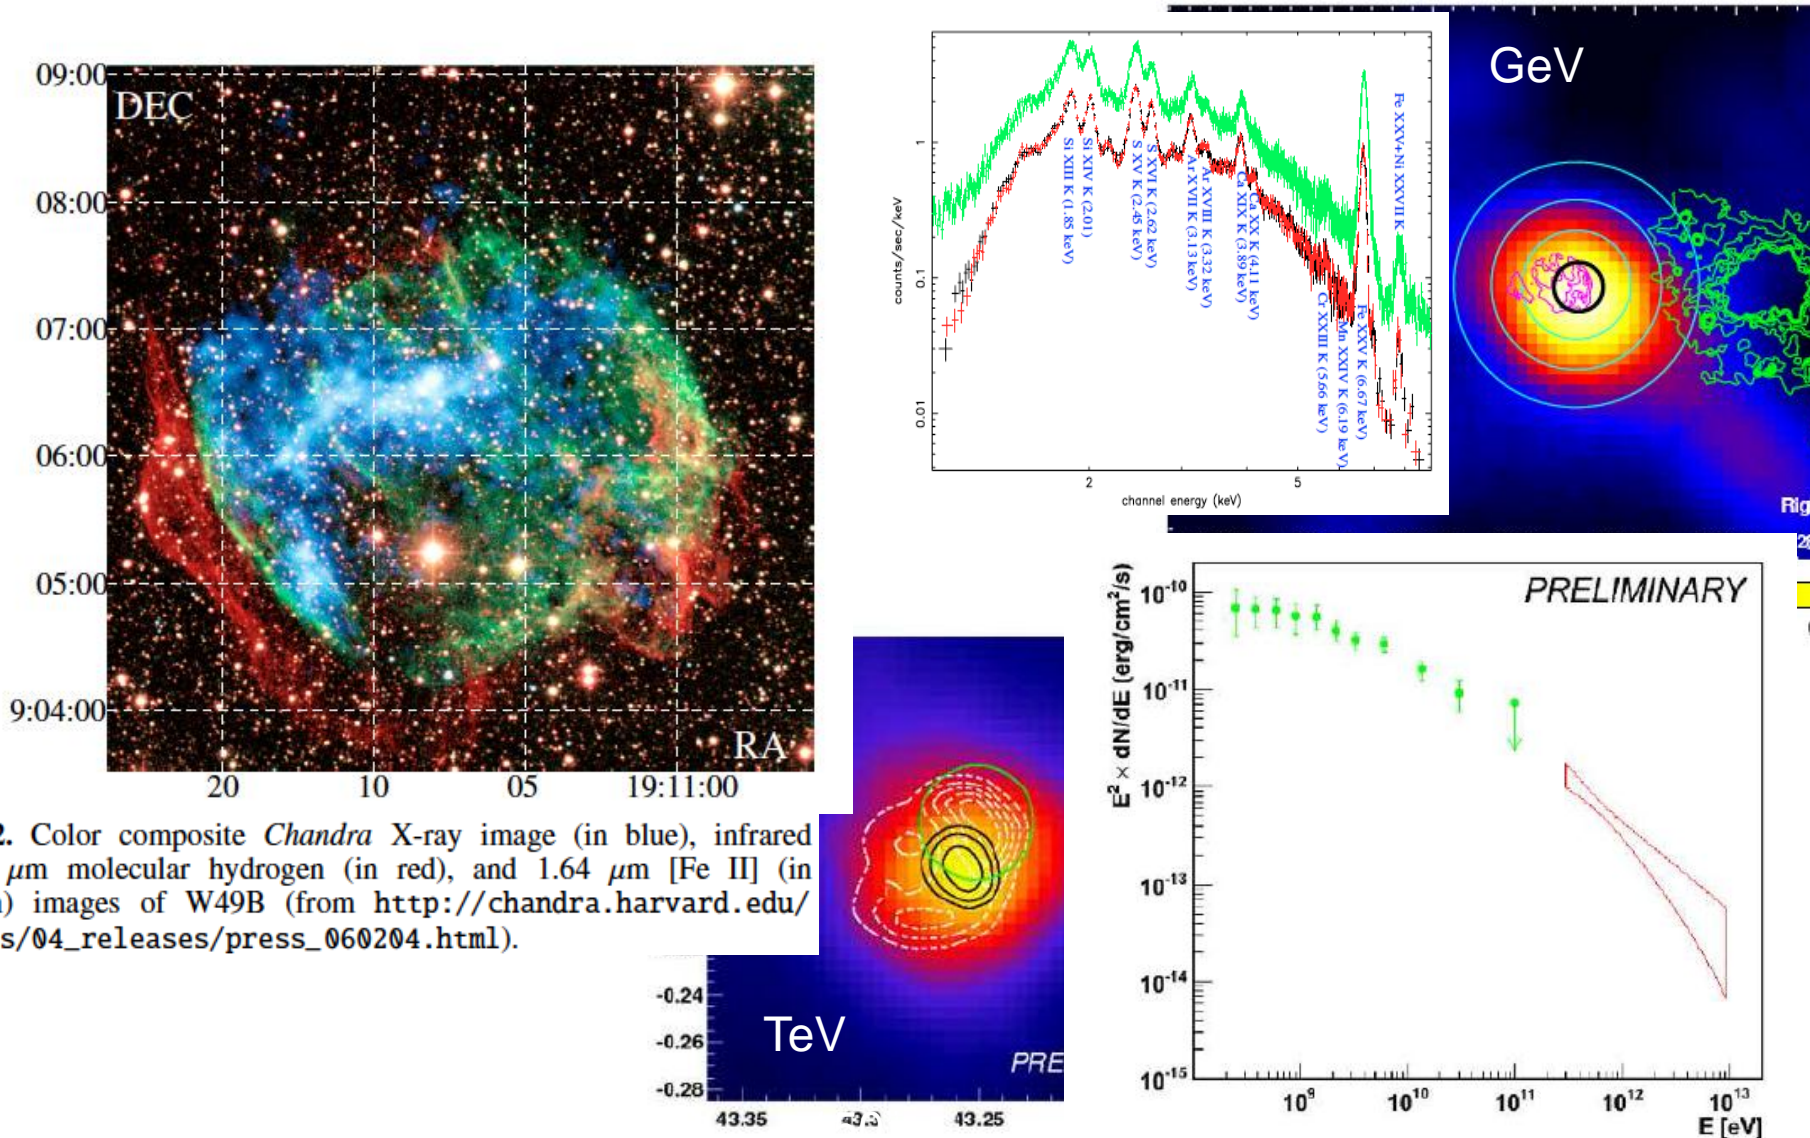 09:00
DEC
08:00
07:00
06:00
05:00
9:04:00
RA
20
10
05
19:11:00
2. Color composite Chandra X-ray image (in blue), infrared
μm molecular hydrogen (in red), and 1.64 μm [Fe II] (in
) images of W49B (from http://chandra.harvard.edu/
s/04_releases/press_060204.html).
counts/sec/keV
1
0.1
0.01
2
5
channel energy (keV)
Si XIII K (1.85 keV)
Si XIV K (2.01)
S XV K (2.45 keV)
S XVI K (2.62 keV)
Ar XVII K (3.13 keV)
Ar XVIII K (3.32 keV)
Ca XIX K (3.89 keV)
Ca XX K (4.11 keV)
Cr XXIII K (5.66 keV)
Mn XXIV K (6.19 keV)
Fe XXV K (6.67 keV)
Fe XXV+Ni XXVII K
GeV
Rig
-0.24
-0.26
-0.28
TeV
PRE
43.35
43.25
PRELIMINARY
E² × dN/dE (erg/cm²/s)
10⁻¹⁰
10⁻¹¹
10⁻¹²
10⁻¹³
10⁻¹⁴
10⁻¹⁵
10⁹
10¹⁰
10¹¹
10¹²
10¹³
E [eV]